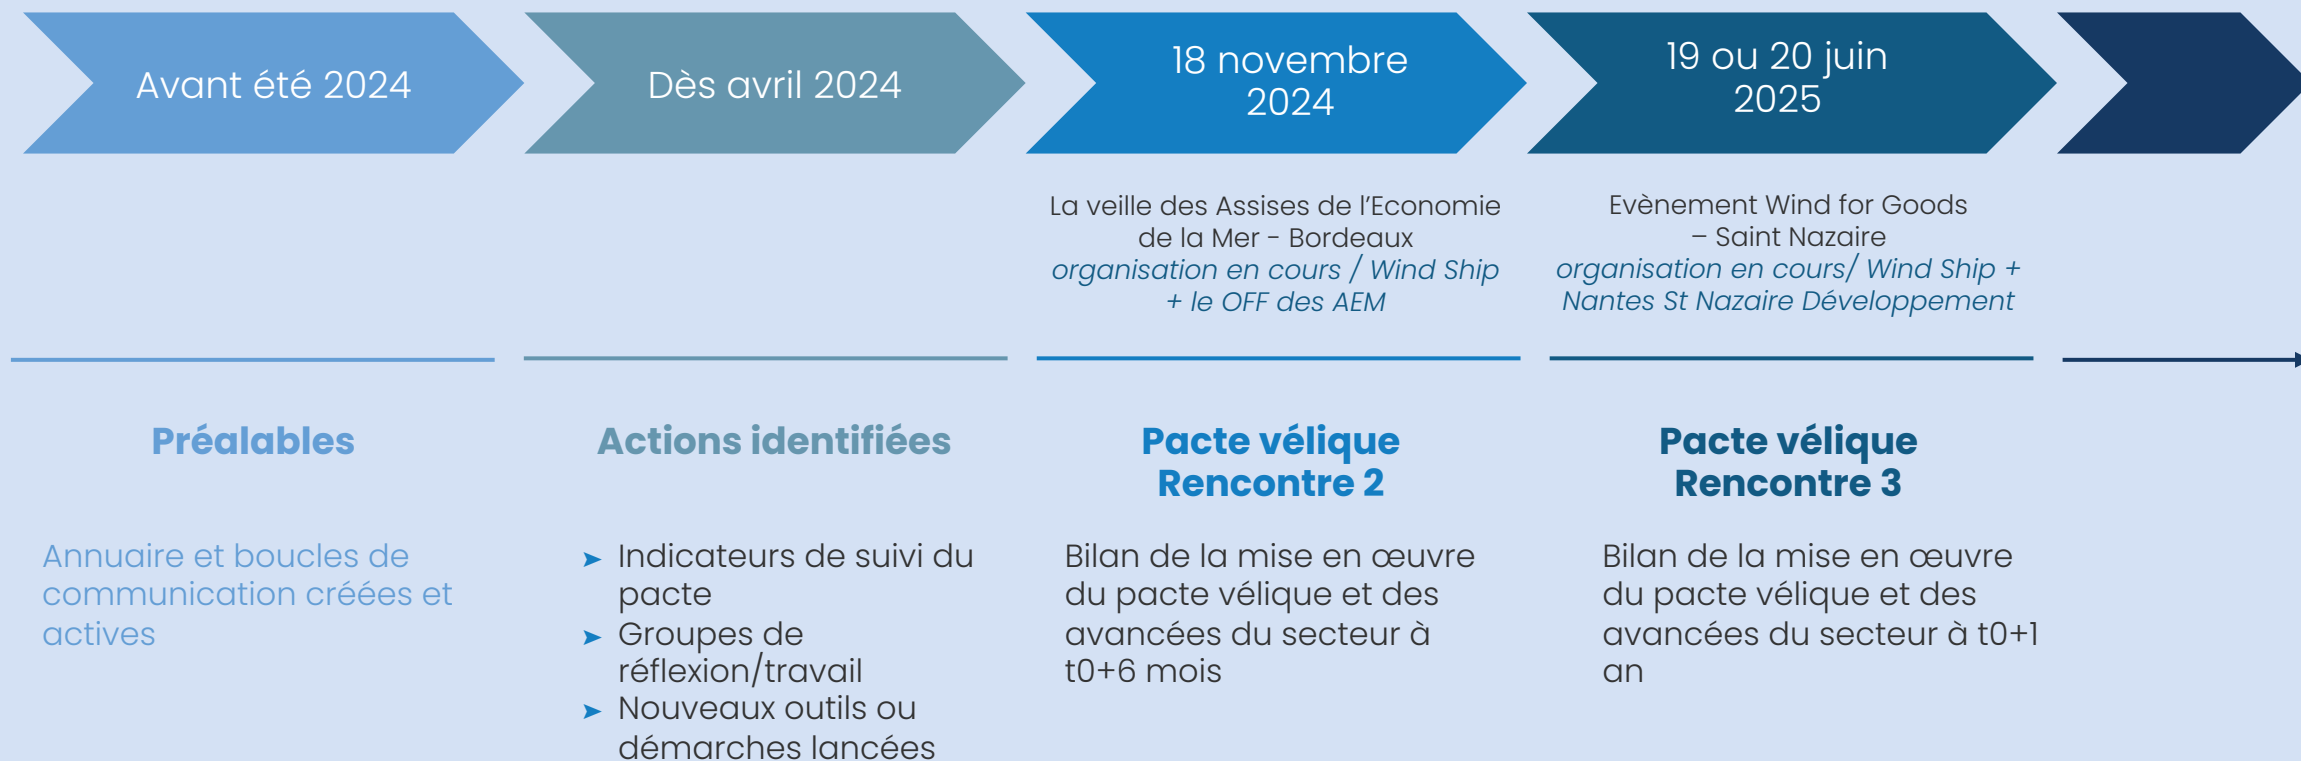 Avant été 2024
Dès avril 2024
18 novembre
2024
19 ou 20 juin
2025
La veille des Assises de l'Economie
de la Mer - Bordeaux
organisation en cours / Wind Ship
+ le OFF des AEM
Evènement Wind for Goods
– Saint Nazaire
organisation en cours/ Wind Ship +
Nantes St Nazaire Développement
Préalables
Annuaire et boucles de
communication créées et
actives
Actions identifiées
➤ Indicateurs de suivi du
pacte
➤ Groupes de
réflexion/travail
➤ Nouveaux outils ou
démarches lancées
Pacte vélique
Rencontre 2
Bilan de la mise en œuvre
du pacte vélique et des
avancées du secteur à
t0+6 mois
Pacte vélique
Rencontre 3
Bilan de la mise en œuvre
du pacte vélique et des
avancées du secteur à t0+1
an